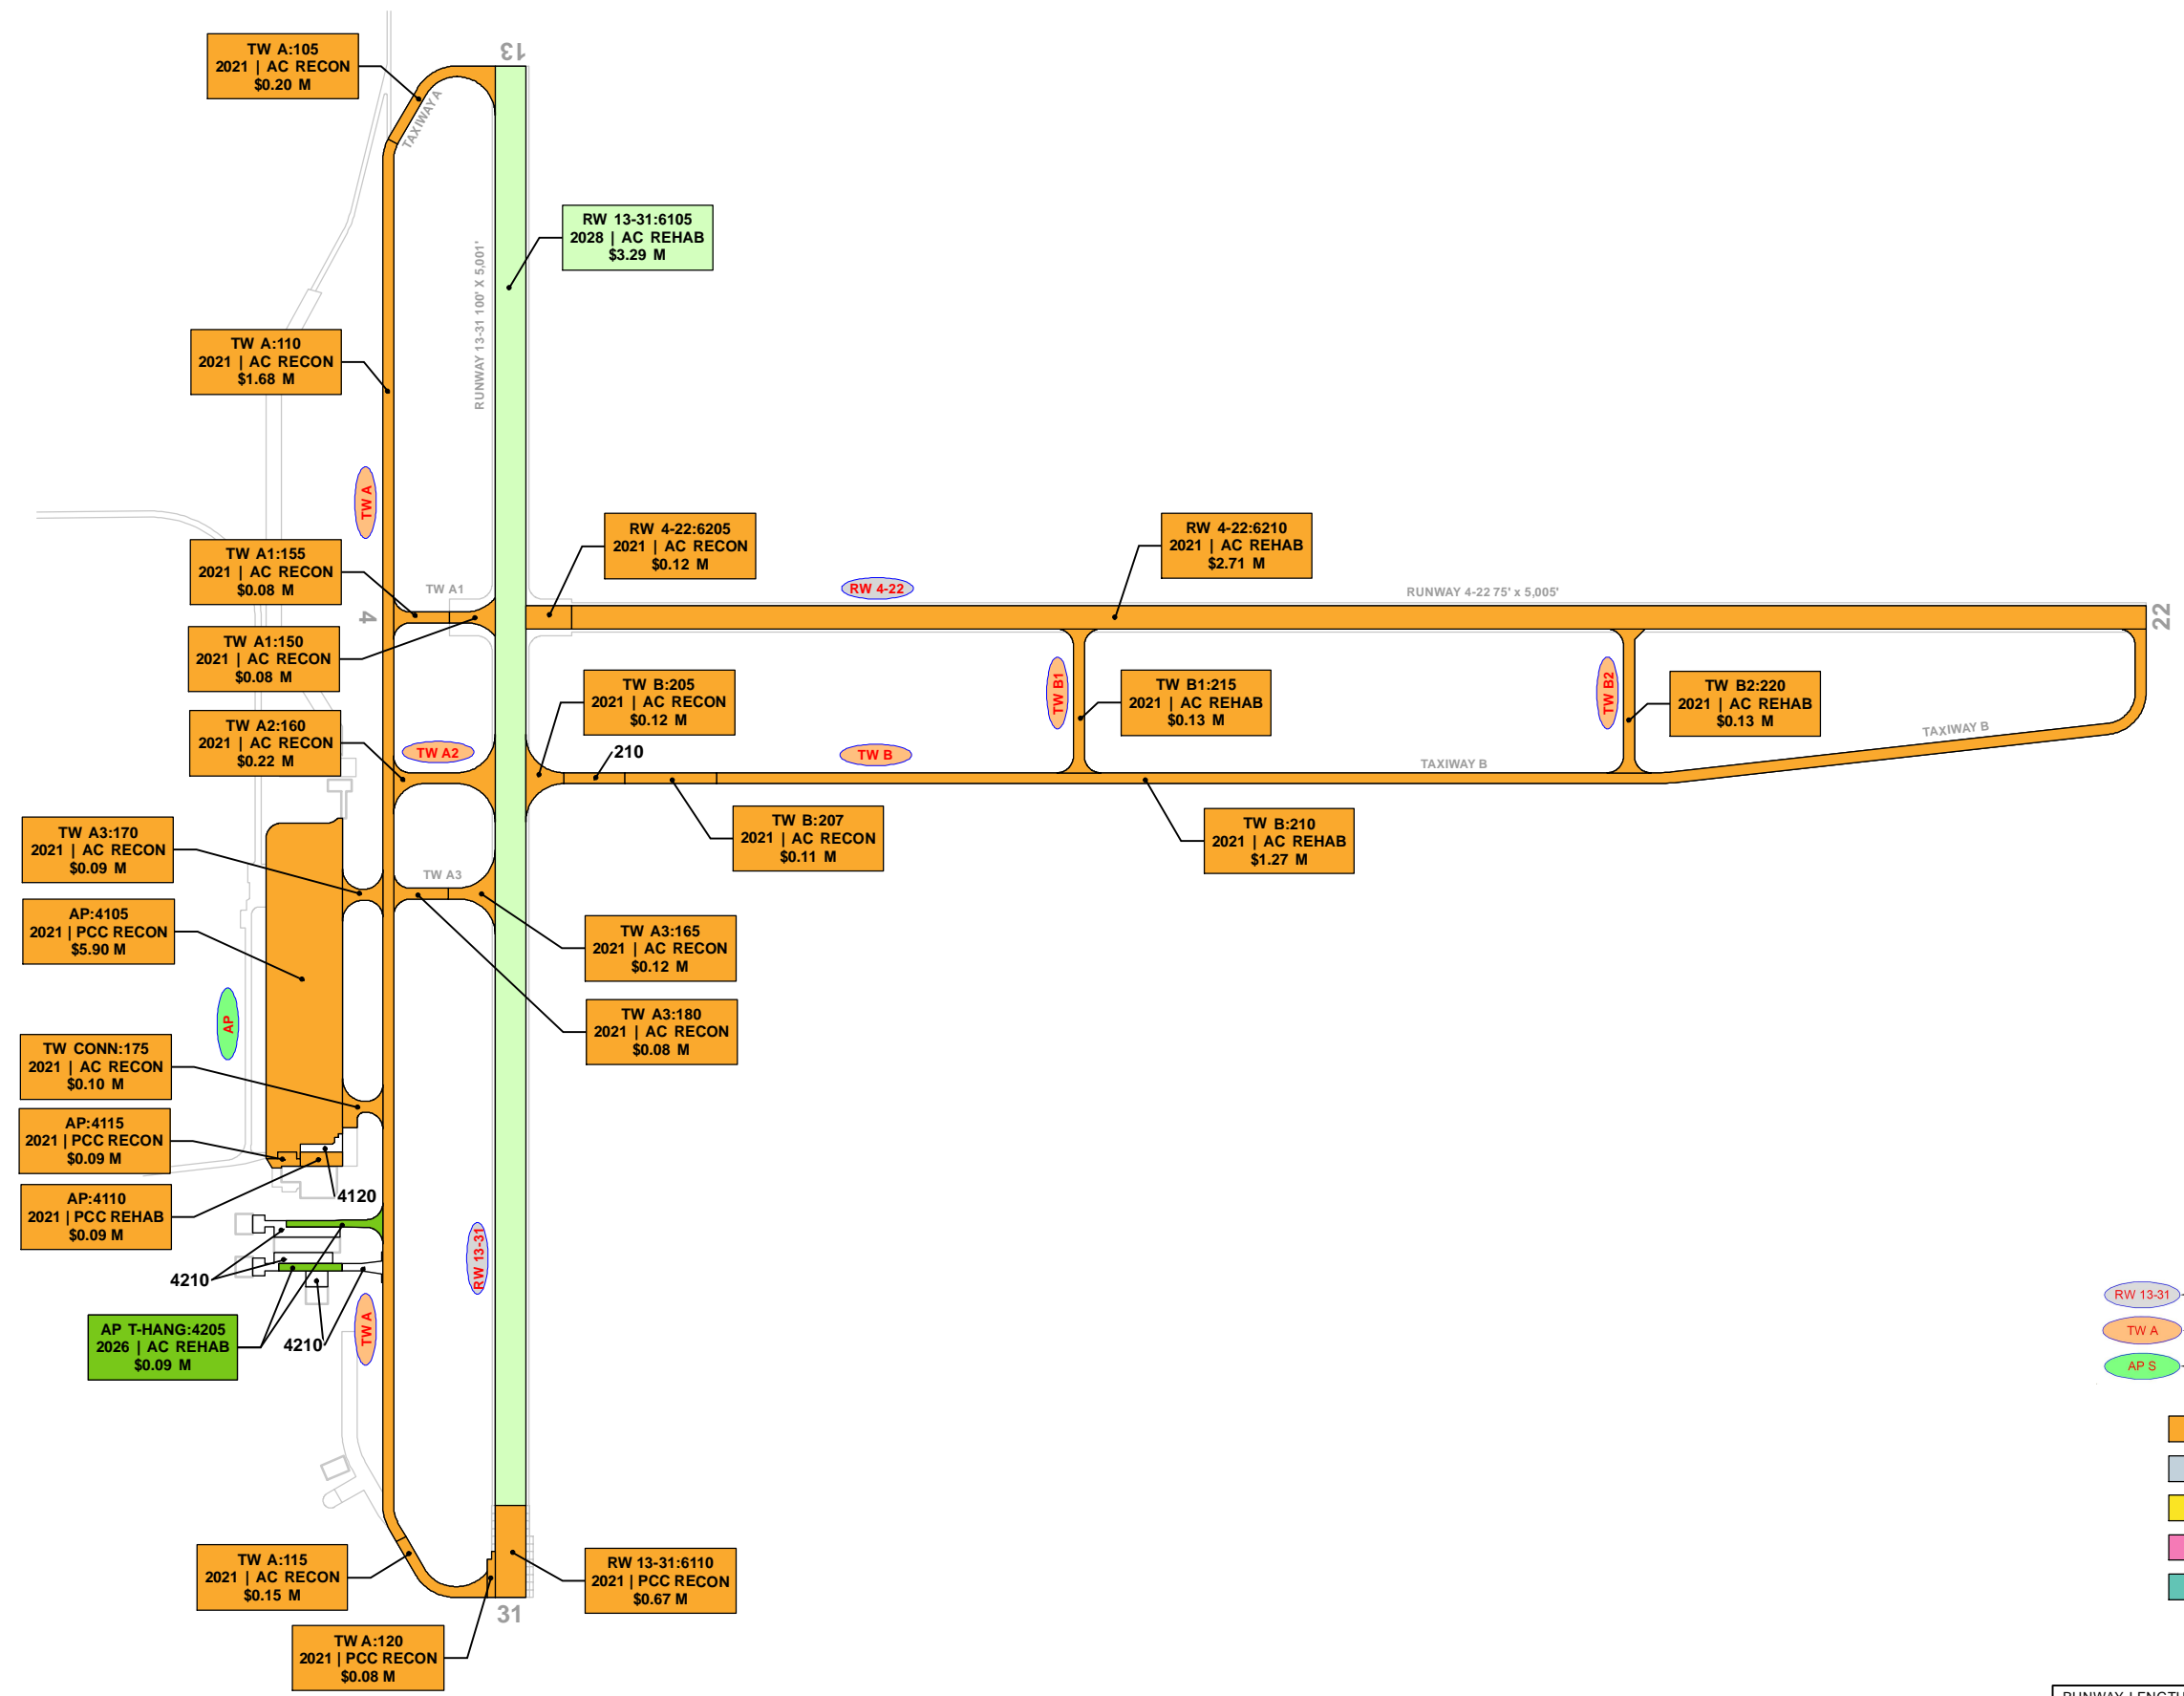 TW A:105
2021 | AC RECON
$0.20 M
13
TAXIWAY A
RUNWAY 13-31 100' X 5,001'
RW 13-31:6105
2028 | AC REHAB
$3.29 M
TW A:110
2021 | AC RECON
$1.68 M
TW A
TW A1:155
2021 | AC RECON
$0.08 M
TW A1
4
RW 4-22:6205
2021 | AC RECON
$0.12 M
RW 4-22
RW 4-22:6210
2021 | AC REHAB
$2.71 M
RUNWAY 4-22 75' x 5,005'
22
TW A1:150
2021 | AC RECON
$0.08 M
TW B:205
2021 | AC RECON
$0.12 M
TW B1
TW B1:215
2021 | AC REHAB
$0.13 M
TW B2
TW B2:220
2021 | AC REHAB
$0.13 M
TW A2:160
2021 | AC RECON
$0.22 M
TW A2
210
TW B
TAXIWAY B
TAXIWAY B
TW B:207
2021 | AC RECON
$0.11 M
TW B:210
2021 | AC REHAB
$1.27 M
TW A3:170
2021 | AC RECON
$0.09 M
TW A3
AP:4105
2021 | PCC RECON
$5.90 M
TW A3:165
2021 | AC RECON
$0.12 M
AP
TW A3:180
2021 | AC RECON
$0.08 M
TW CONN:175
2021 | AC RECON
$0.10 M
AP:4115
2021 | PCC RECON
$0.09 M
4120
AP:4110
2021 | PCC REHAB
$0.09 M
RW 13-31
4210
AP T-HANG:4205
2026 | AC REHAB
$0.09 M
4210
TW A
RW 13-31
TW A
AP S
TW A:115
2021 | AC RECON
$0.15 M
RW 13-31:6110
2021 | PCC RECON
$0.67 M
31
TW A:120
2021 | PCC RECON
$0.08 M